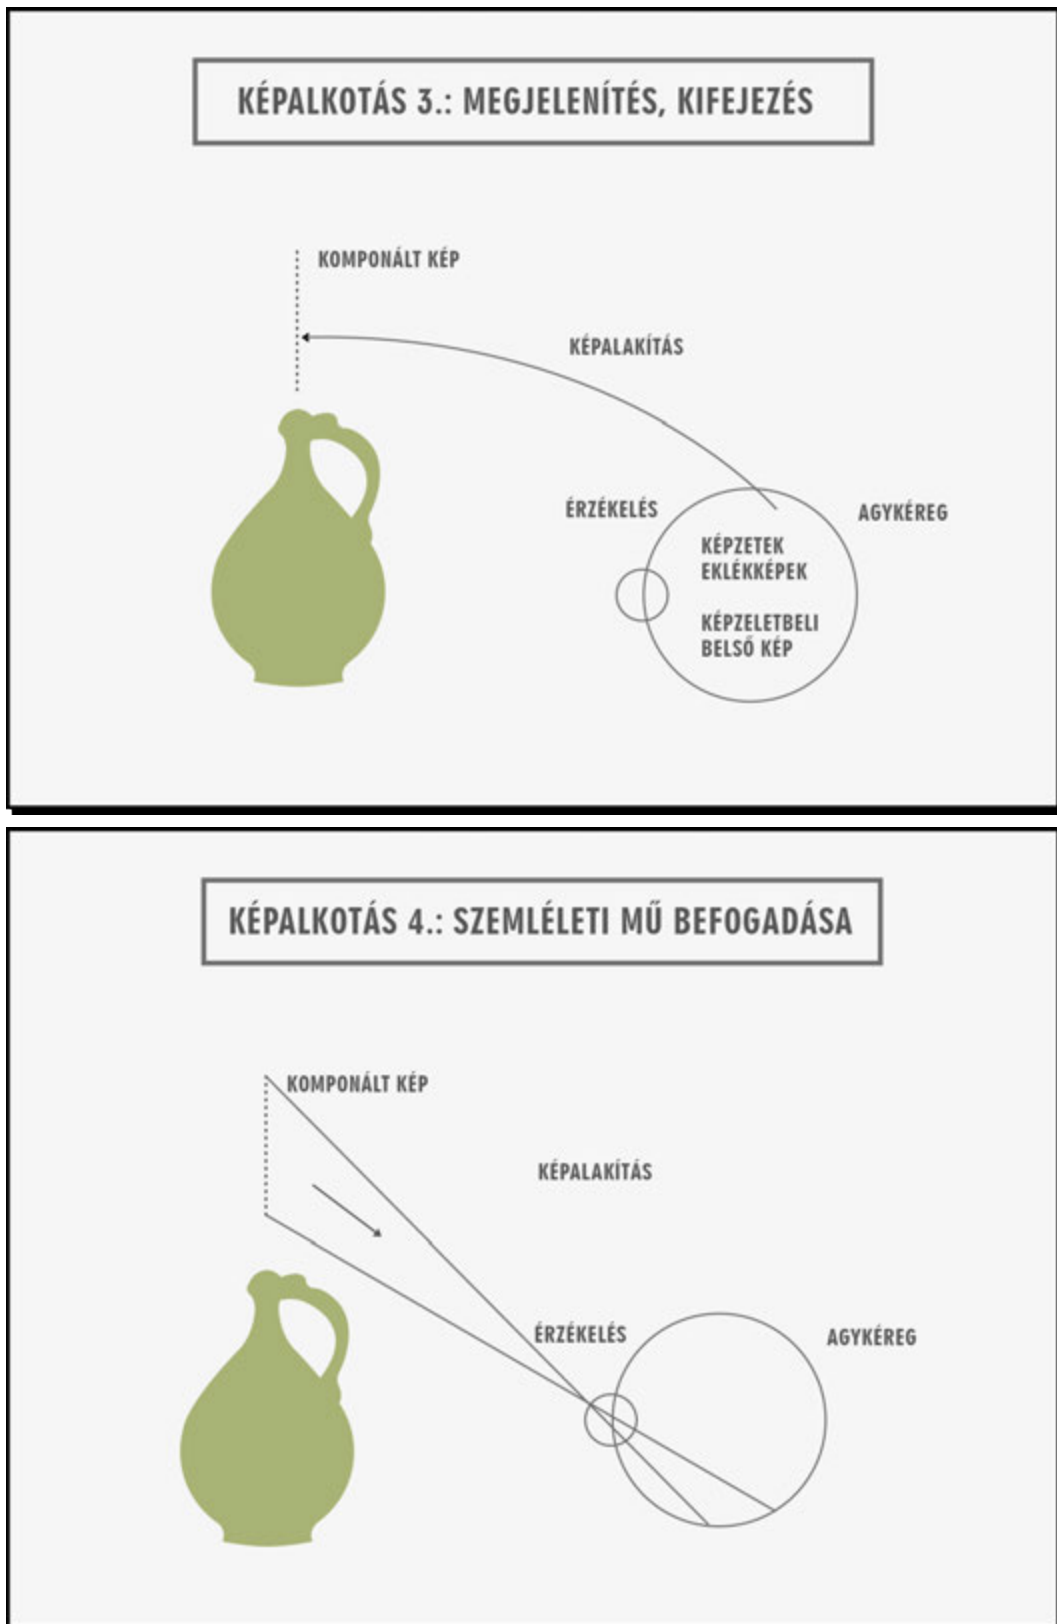 KÉPALKOTÁS 3.: MEGJELENÍTÉS, KIFEJEZÉS
KOMPONÁLT KÉP
KÉPALAKÍTÁS
ÉRZÉKELÉS
AGYKÉREG
KÉPZETEK
EKLÉKKÉPEK
KÉPZELETBELI
BELSŐ KÉP
KÉPALKOTÁS 4.: SZEMLÉLETI MŰ BEFOGADÁSA
KOMPONÁLT KÉP
KÉPALAKÍTÁS
ÉRZÉKELÉS
AGYKÉREG